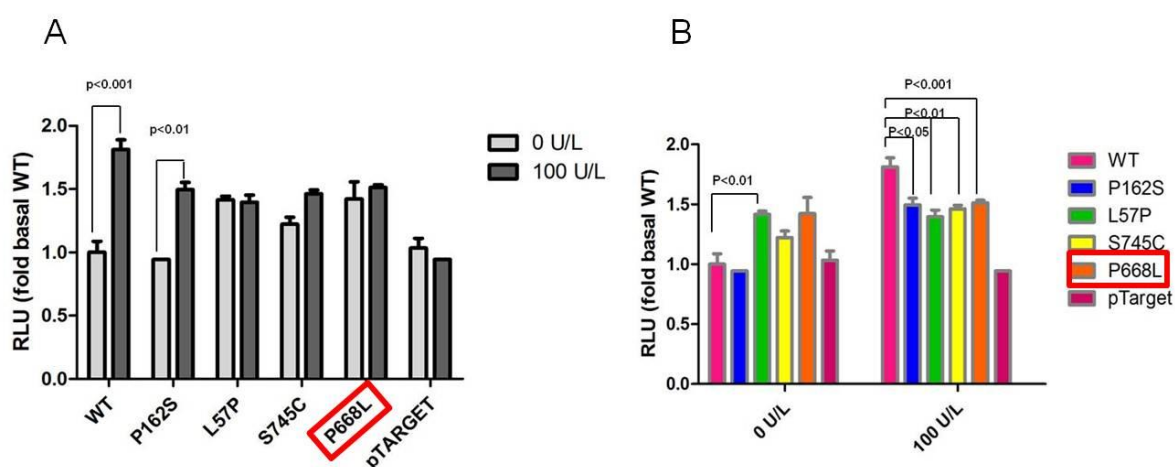 A
p<0.001
p<0.01
RLU (fold basal WT)
2.0
1.5
1.0
0.5
0.0
WT
P162S
L57P
S745C
P668L
pTARGET
0 U/L
100 U/L
B
p<0.001
p<0.01
P<0.05
P<0.01
RLU (fold basal WT)
2.0
1.5
1.0
0.5
0.0
0 U/L
100 U/L
WT
P162S
L57P
S745C
P668L
pTarget